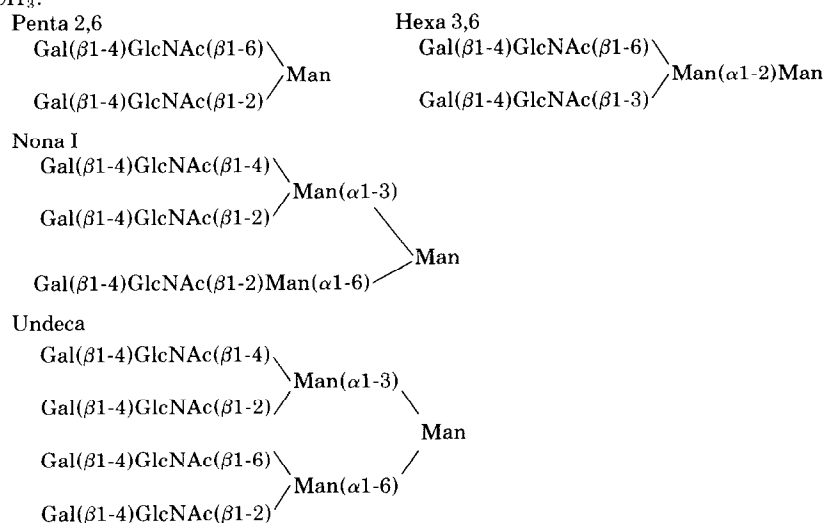 Penta 2,6 Hexa 3,6
Gal(β1-4)GlcNAc(β1-6) Gal(β1-4)GlcNAc(β1-6)
Man Man(α1-2)Man
Gal(β1-4)GlcNAc(β1-2) Gal(β1-4)GlcNAc(β1-3)
Nona I
Gal(β1-4)GlcNAc(β1-4)
Man(α1-3)
Gal(β1-4)GlcNAc(β1-2)
Man
Gal(β1-4)GlcNAc(β1-2)Man(α1-6)
Undeca
Gal(β1-4)GlcNAc(β1-4)
Man(α1-3)
Gal(β1-4)GlcNAc(β1-2)
Man
Gal(β1-4)GlcNAc(β1-6)
Man(α1-6)
Gal(β1-4)GlcNAc(β1-2)